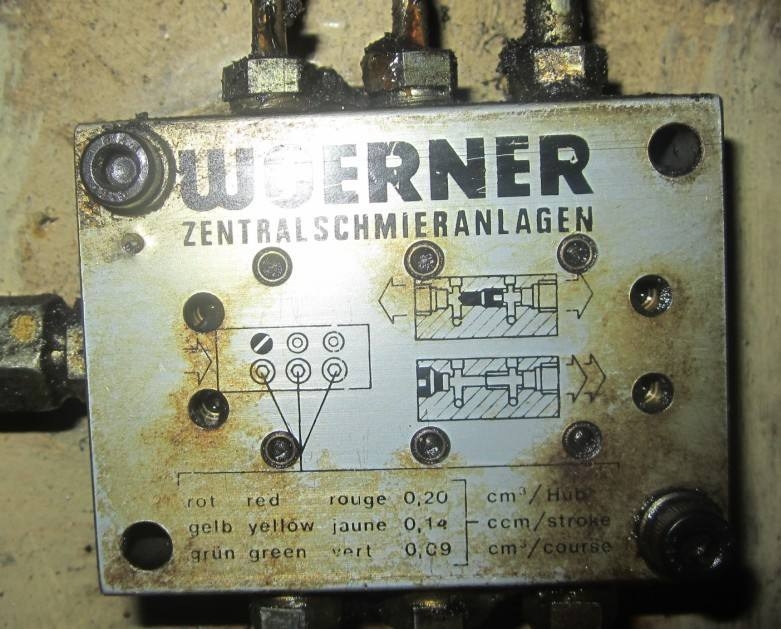 WOERNER
ZENTRALSCHMIERANLAGEN
rot red rouge 0,20 cm³/Hub
gelb yellow jaune 0,14 ccm/stroke
grün green vert 0,09 cm³/course